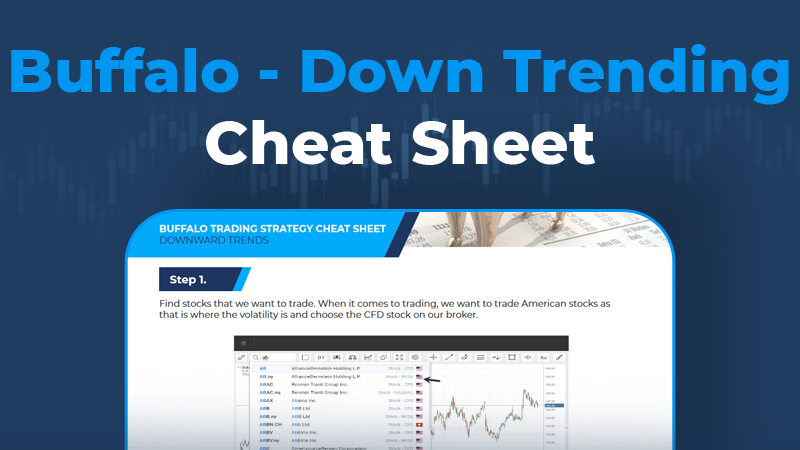 Buffalo - Down Trending
Cheat Sheet
BUFFALO TRADING STRATEGY CHEAT SHEET
DOWNWARD TRENDS
Step 1.
Find stocks that we want to trade. When it comes to trading, we want to trade American stocks as
that is where the volatility is and choose the CFD stock on our broker.
ab D1
AB AllianceBernstein Holding L.P. Stock - CFD
AB.ny AllianceBernstein Holding L.P. Stock - NYSE
ABAC Renmin Tianli Group Inc. Stock - CFD
ABAC.nq Renmin Tianli Group Inc.
ABAX Abaxis Inc Stock - CFD
ABB ABB Ltd Stock - CFD
ABB.ny ABB Ltd Stock - NYSE
ABBN.CH Abb Ltd Stock - CFD
ABBV AbbVie Inc. Stock - CFD
ABBV.ny AbbVie Inc. Stock - NYSE
ABC AmerisourceBergen Corporation Stock - CFD